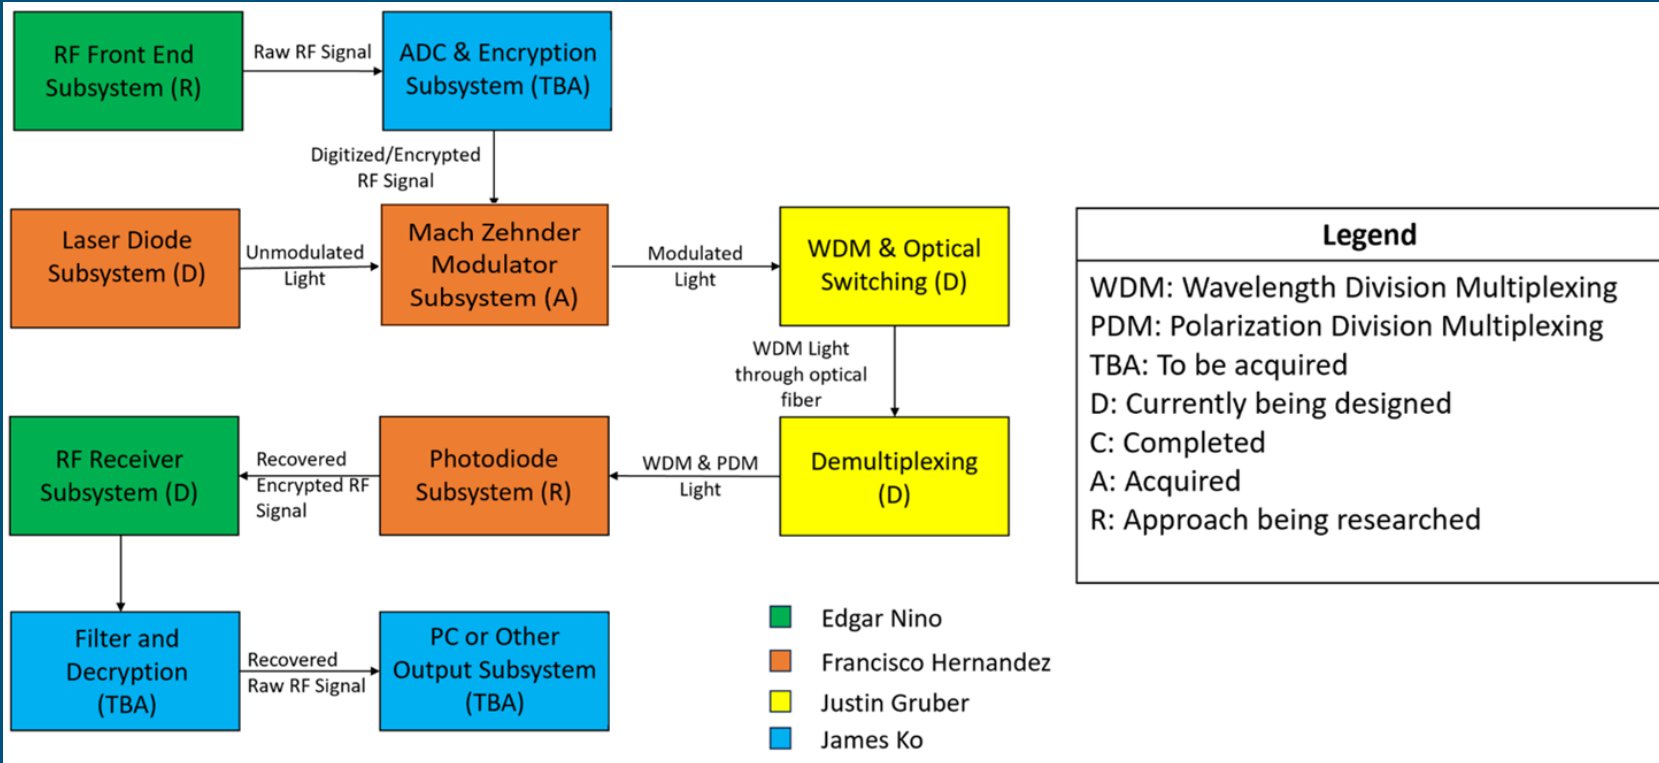 RF Front End
Subsystem (R)
Raw RF Signal
ADC & Encryption
Subsystem (TBA)
Digitized/Encrypted
RF Signal
Laser Diode
Subsystem (D)
Unmodulated
Light
Mach Zehnder
Modulator
Subsystem (A)
Modulated
Light
WDM & Optical
Switching (D)
WDM Light
through optical
fiber
RF Receiver
Subsystem (D)
Recovered
Encrypted RF
Signal
Photodiode
Subsystem (R)
WDM & PDM
Light
Demultiplexing
(D)
Filter and
Decryption
(TBA)
Recovered
Raw RF Signal
PC or Other
Output Subsystem
(TBA)
Edgar Nino
Francisco Hernandez
Justin Gruber
James Ko
Legend
WDM: Wavelength Division Multiplexing
PDM: Polarization Division Multiplexing
TBA: To be acquired
D: Currently being designed
C: Completed
A: Acquired
R: Approach being researched